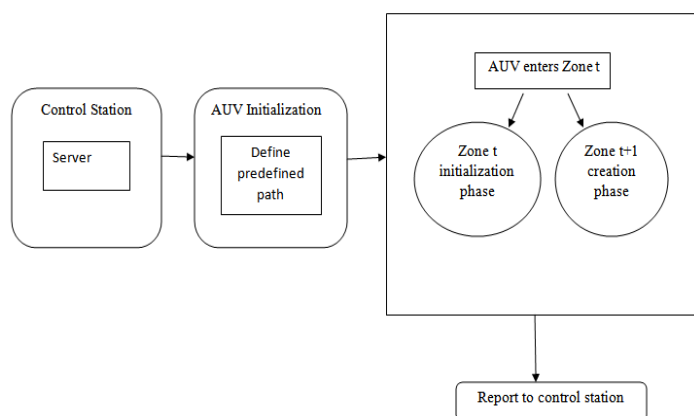 Control Station
Server
AUV Initialization
Define
predefined
path
AUV enters Zone t
Zone t
initialization
phase
Zone t+1
creation
phase
Report to control station